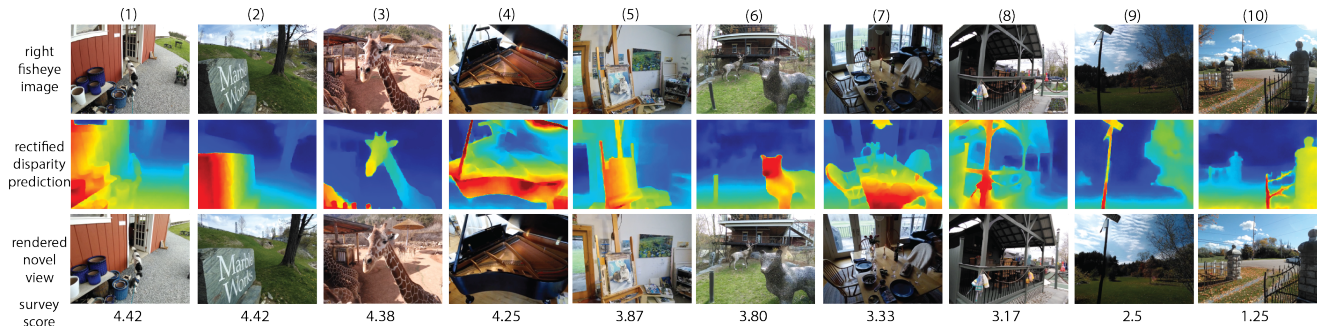 (1) (2) (3) (4) (5) (6) (7) (8) (9) (10)
right
fisheye
image
Marble
Works
rectified
disparity
prediction
rendered
novel
view
Marble
Works
survey
score
4.42 4.42 4.38 4.25 3.87 3.80 3.33 3.17 2.5 1.25